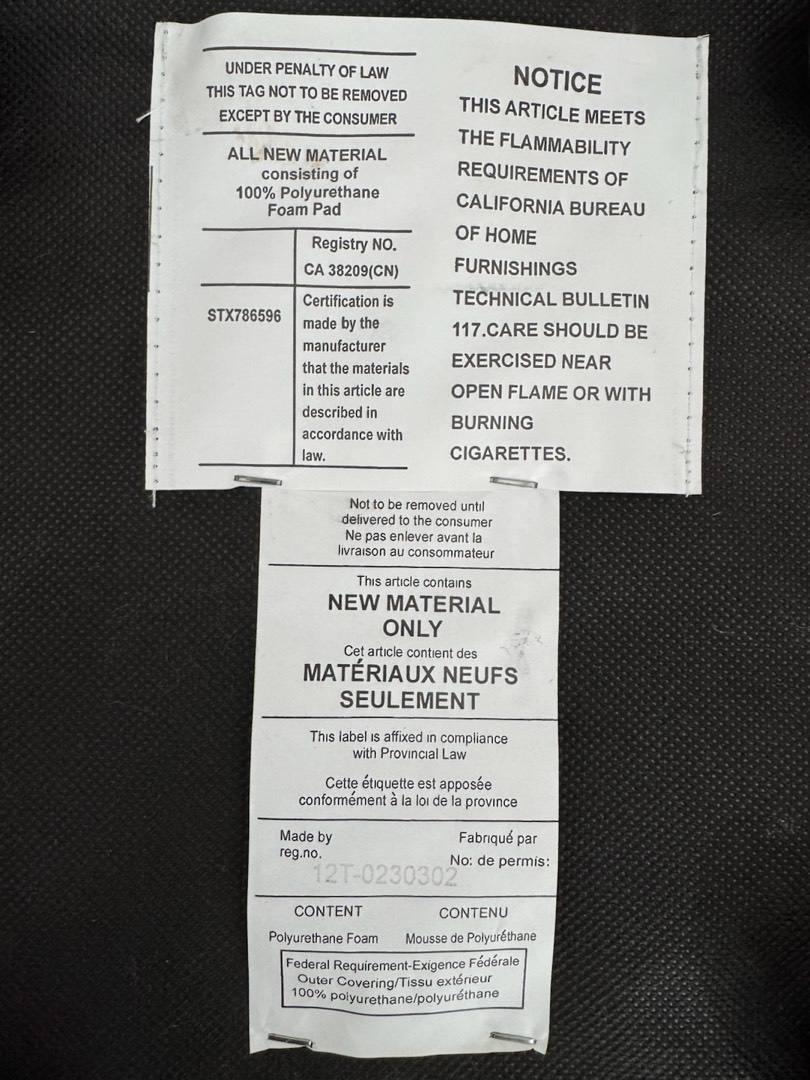 UNDER PENALTY OF LAW
THIS TAG NOT TO BE REMOVED
EXCEPT BY THE CONSUMER
ALL NEW MATERIAL
consisting of
100% Polyurethane
Foam Pad
Registry NO.
CA 38209(CN)
STX786596
Certification is
made by the
manufacturer
that the materials
in this article are
described in
accordance with
law.
NOTICE
THIS ARTICLE MEETS
THE FLAMMABILITY
REQUIREMENTS OF
CALIFORNIA BUREAU
OF HOME
FURNISHINGS
TECHNICAL BULLETIN
117.CARE SHOULD BE
EXERCISED NEAR
OPEN FLAME OR WITH
BURNING
CIGARETTES.
Not to be removed until
delivered to the consumer
Ne pas enlever avant la
livraison au consommateur
This article contains
NEW MATERIAL
ONLY
Cet article contient des
MATÉRIAUX NEUFS
SEULEMENT
This label is affixed in compliance
with Provincial Law
Cette étiquette est apposée
conformément à la loi de la province
Made by Fabriqué par
reg.no. No: de permis:
12T-0230302
CONTENT CONTENU
Polyurethane Foam Mousse de Polyuréthane
Federal Requirement-Exigence Fédérale
Outer Covering/Tissu extérieur
100% polyurethane/polyuréthane